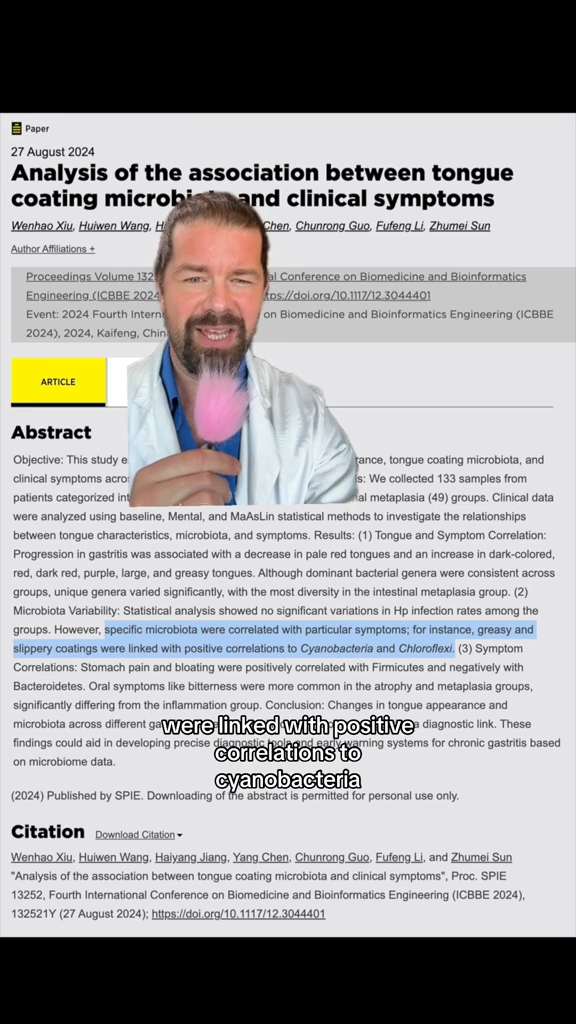 Paper
27 August 2024
Analysis of the association between tongue
coating microbiota and clinical symptoms
Wenhao Xiu, Huiwen Wang, H Chen, Chunrong Guo, Fufeng Li, Zhumei Sun
Author Affiliations +
Proceedings Volume 132 al Conference on Biomedicine and Bioinformatics
Engineering (ICBBE 2024 ttps://doi.org/10.1117/12.3044401
Event: 2024 Fourth Intern e on Biomedicine and Bioinformatics Engineering (ICBBE
2024), 2024, Kaifeng, Chin
ARTICLE
Abstract
Objective: This study e rance, tongue coating microbiota, and
clinical symptoms acro s: We collected 133 samples from
patients categorized int al metaplasia (49) groups. Clinical data
were analyzed using baseline, Mental, and MaAsLin statistical methods to investigate the relationships
between tongue characteristics, microbiota, and symptoms. Results: (1) Tongue and Symptom Correlation:
Progression in gastritis was associated with a decrease in pale red tongues and an increase in dark-colored,
red, dark red, purple, large, and greasy tongues. Although dominant bacterial genera were consistent across
groups, unique genera varied significantly, with the most diversity in the intestinal metaplasia group. (2)
Microbiota Variability: Statistical analysis showed no significant variations in Hp infection rates among the
groups. However, specific microbiota were correlated with particular symptoms; for instance, greasy and
slippery coatings were linked with positive correlations to Cyanobacteria and Chloroflexi. (3) Symptom
Correlations: Stomach pain and bloating were positively correlated with Firmicutes and negatively with
Bacteroidetes. Oral symptoms like bitterness were more common in the atrophy and metaplasia groups,
significantly differing from the inflammation group. Conclusion: Changes in tongue appearance and
microbiota across different ga a diagnostic link. These
findings could aid in developing precise diagnostic tools and early warning systems for chronic gastritis based
on microbiome data.
were linked with positive
correlations to
cyanobacteria
(2024) Published by SPIE. Downloading of the abstract is permitted for personal use only.
Citation Download Citation
Wenhao Xiu, Huiwen Wang, Haiyang Jiang, Yang Chen, Chunrong Guo, Fufeng Li, and Zhumei Sun
"Analysis of the association between tongue coating microbiota and clinical symptoms", Proc. SPIE
13252, Fourth International Conference on Biomedicine and Bioinformatics Engineering (ICBBE 2024),
132521Y (27 August 2024); https://doi.org/10.1117/12.3044401